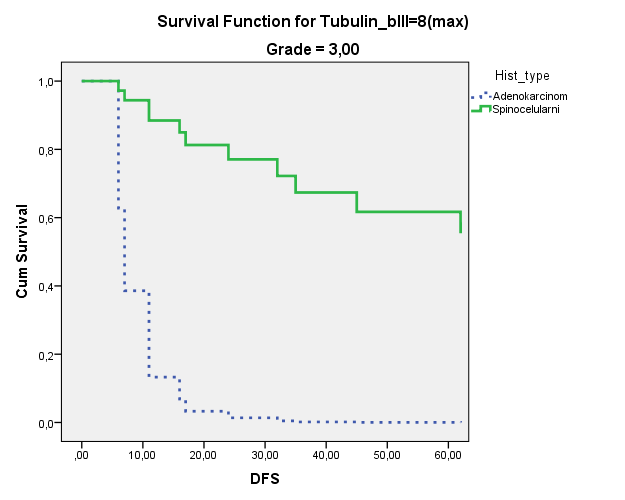 Survival Function for Tubulin_bIII=8(max)
Grade = 3,00
Hist_type
Adenokarcinom
Spinocelularni
1,0
0,8
0,6
0,4
0,2
0,0
Cum Survival
,00 10,00 20,00 30,00 40,00 50,00 60,00
DFS